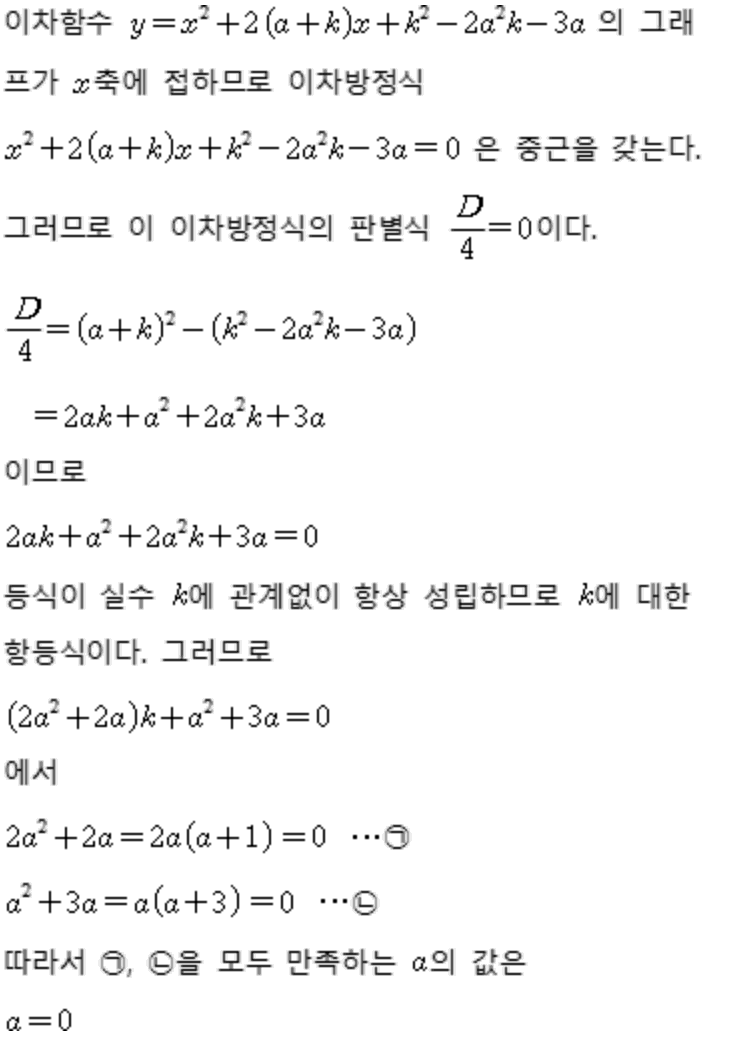 이차함수 y=x²+2(a+k)x+k²-2a²k-3a 의 그래
프가 x축에 접하므로 이차방정식
x²+2(a+k)x+k²-2a²k-3a=0 은 중근을 갖는다.
그러므로 이 이차방정식의 판별식 D/4=0이다.
D/4=(a+k)²-(k²-2a²k-3a)
=2ak+a²+2a²k+3a
이므로
2ak+a²+2a²k+3a=0
등식이 실수 k에 관계없이 항상 성립하므로 k에 대한
항등식이다. 그러므로
(2a²+2a)k+a²+3a=0
에서
2a²+2a=2a(a+1)=0 ⋯㉠
a²+3a=a(a+3)=0 ⋯㉡
따라서 ㉠, ㉡을 모두 만족하는 a의 값은
a=0